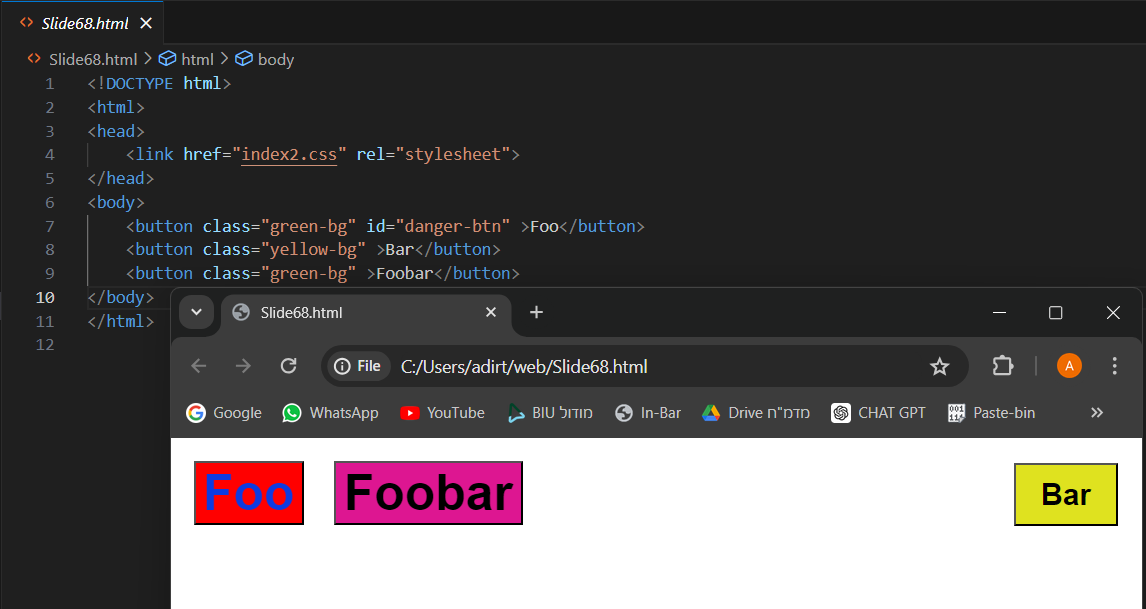 Slide68.html
Slide68.html > html > body
1 <!DOCTYPE html>
2 <html>
3 <head>
4 <link href="index2.css" rel="stylesheet">
5 </head>
6 <body>
7 <button class="green-bg" id="danger-btn" >Foo</button>
8 <button class="yellow-bg" >Bar</button>
9 <button class="green-bg" >Foobar</button>
10 </body>
11 </html>
12
Slide68.html
File C:/Users/adirt/web/Slide68.html A
Google WhatsApp YouTube BIU מודול In-Bar Drive מדמ"ח CHAT GPT Paste-bin »
Foo Foobar Bar